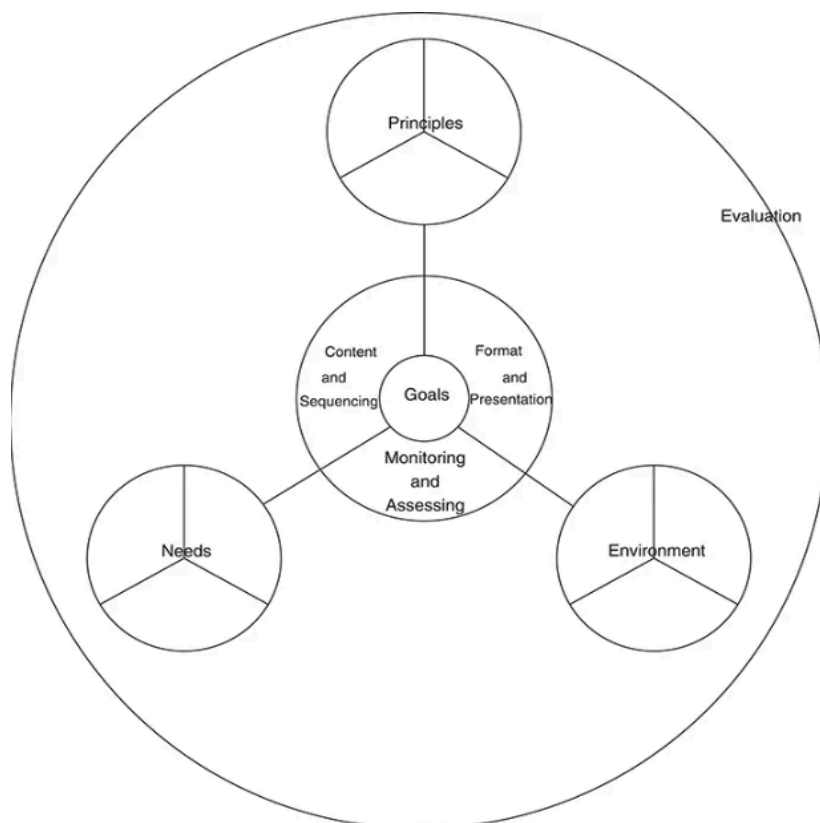 Principles
Evaluation
Content
and
Sequencing
Format
and
Presentation
Goals
Monitoring
and
Assessing
Needs
Environment